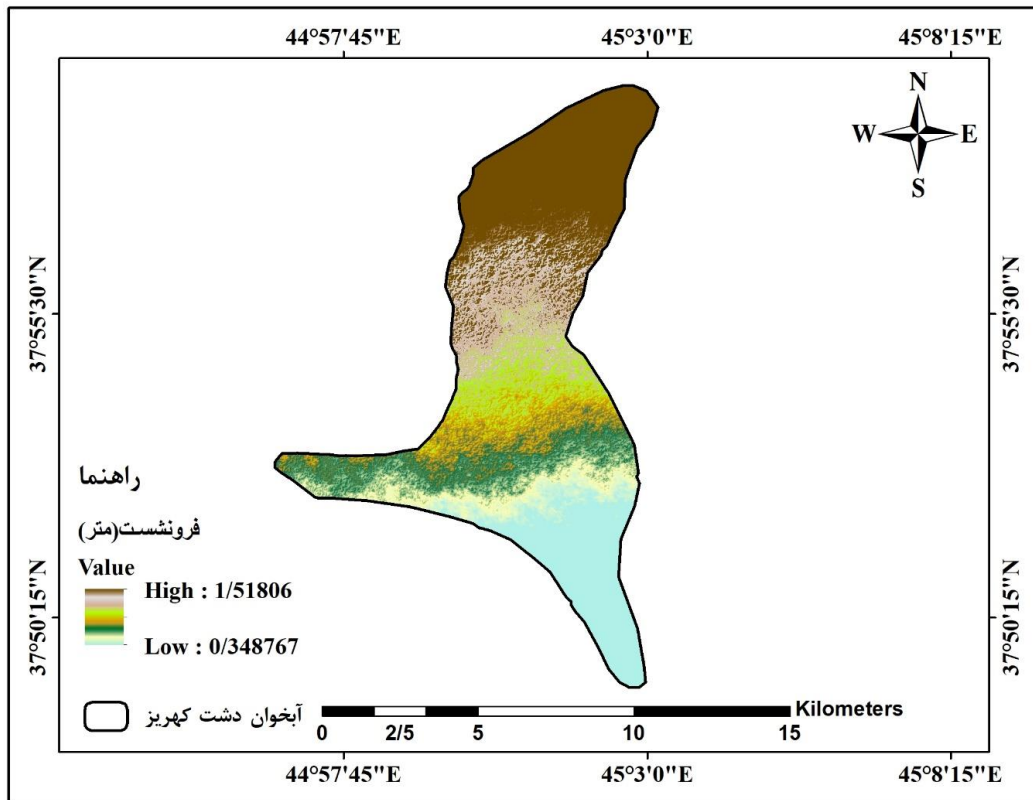 44°57'45"E 45°3'0"E 45°8'15"E
N
W E
S
37°55'30"N 37°55'30"N
راهنما
فرونشست(متر)
Value
High : 1/51806
Low : 0/348767
37°50'15"N 37°50'15"N
آبخوان دشت کهریز
Kilometers
0 2/5 5 10 15
44°57'45"E 45°3'0"E 45°8'15"E